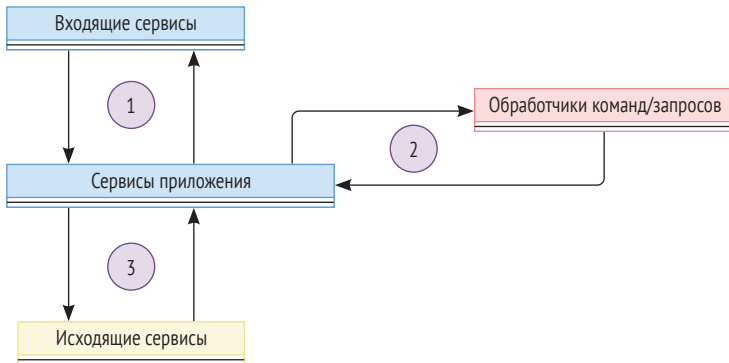 Входящие сервисы
1
Обработчики команд/запросов
2
Сервисы приложения
3
Исходящие сервисы